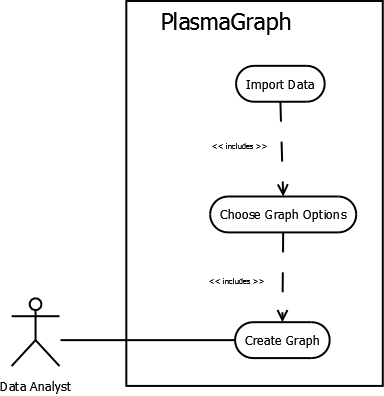 PlasmaGraph
Import Data
<< includes >>
Choose Graph Options
<< includes >>
Create Graph
Data Analyst